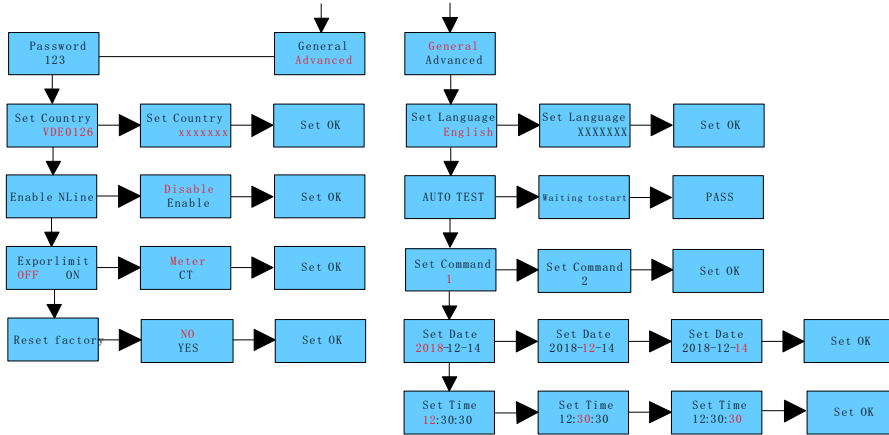 Password
123
General
Advanced
Set Country
VDE0126
Set Country
xxxxxxx
Set OK
Enable NLine
Disable
Enable
Set OK
Exporlimit
OFF ON
Meter
CT
Set OK
Reset factory
NO
YES
Set OK
General
Advanced
Set Language
English
Set Language
XXXXXXX
Set OK
AUTO TEST
Waiting tostart
PASS
Set Command
1
Set Command
2
Set OK
Set Date
2018-12-14
Set Date
2018-12-14
Set Date
2018-12-14
Set OK
Set Time
12:30:30
Set Time
12:30:30
Set Time
12:30:30
Set OK